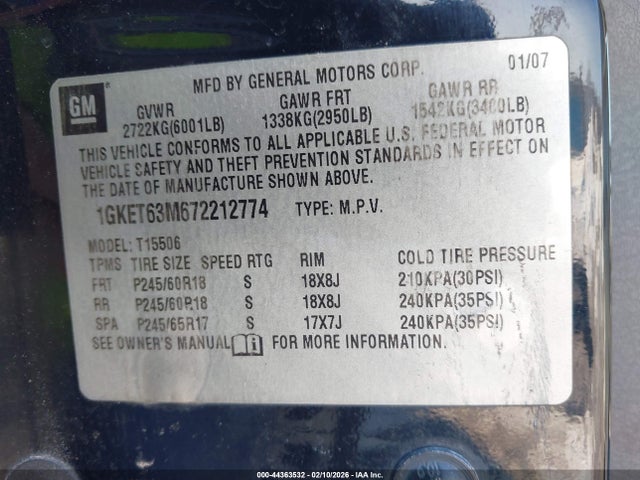 GM
MFD BY GENERAL MOTORS CORP. 01/07
GVWR GAWR FRT GAWR RR
2722KG(6001LB) 1338KG(2950LB) 1542KG(3400LB)
THIS VEHICLE CONFORMS TO ALL APPLICABLE U.S. FEDERAL MOTOR
VEHICLE SAFETY AND THEFT PREVENTION STANDARDS IN EFFECT ON
THE DATE OF MANUFACTURE SHOWN ABOVE.
1GKET63M672212774 TYPE: M.P.V.
MODEL: T15506
TPMS TIRE SIZE SPEED RTG RIM COLD TIRE PRESSURE
FRT P245/60R18 S 18X8J 210KPA(30PSI)
RR P245/60R18 S 18X8J 240KPA(35PSI)
SPA P245/65R17 S 17X7J 240KPA(35PSI)
SEE OWNER'S MANUAL FOR MORE INFORMATION.
000-44363532 - 02/10/2026 - IAA Inc.